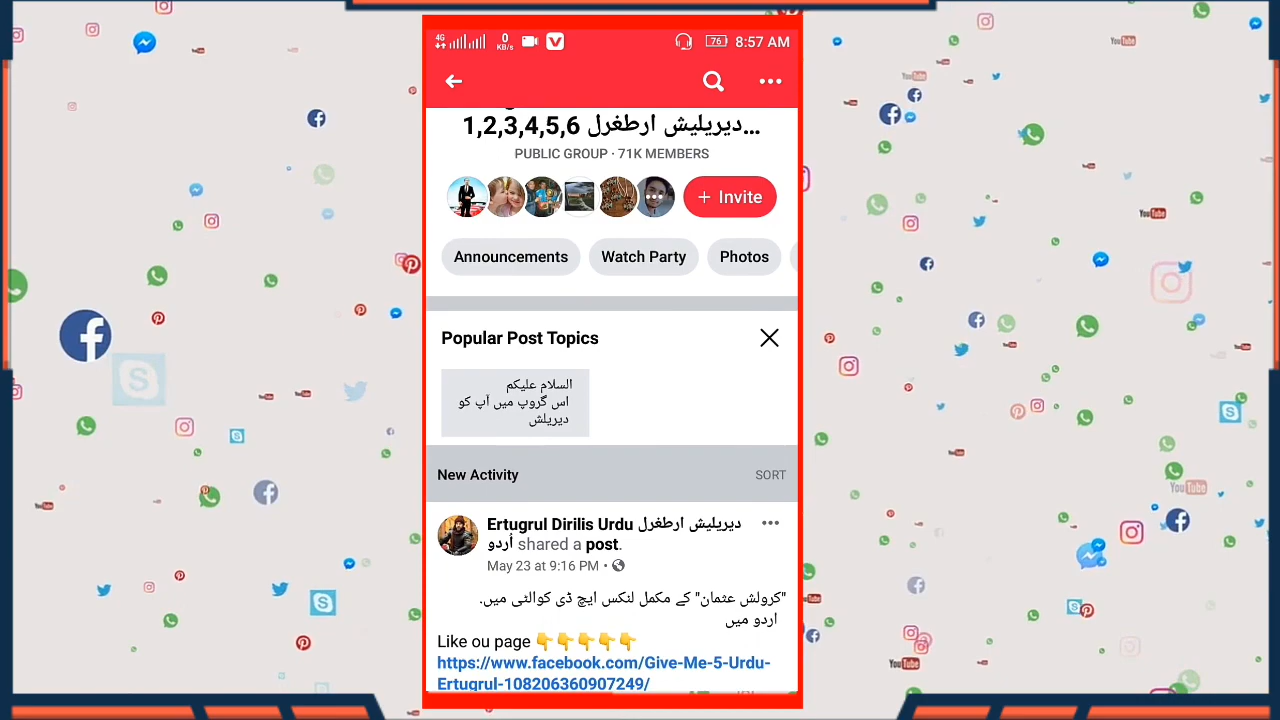 4G 0 KB/s 76 8:57 AM
دیریلیش ارطغرل 1,2,3,4,5,6...
PUBLIC GROUP · 71K MEMBERS
+ Invite
Announcements Watch Party Photos
Popular Post Topics
السلام علیکم
اس گروپ میں آپ کو
دیریلش
New Activity SORT
Ertugrul Dirilis Urdu دیریلیش ارطغرل
اُردو shared a post.
May 23 at 9:16 PM
"کرولش عثمان" کے مکمل لنکس ایچ ڈی کوالٹی میں.
اردو میں
Like ou page
https://www.facebook.com/Give-Me-5-Urdu-
Ertugrul-108206360907249/